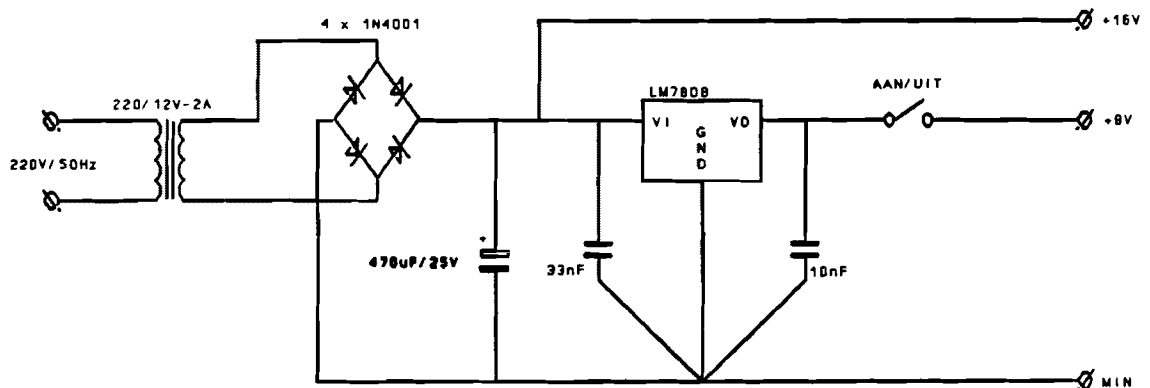 4 x 1N4001
+16V
220/12V-2A
LM7808
AAN/UIT
VI
VO
GND
+8V
220V/50Hz
470uF/25V
+
33nF
10nF
MIN